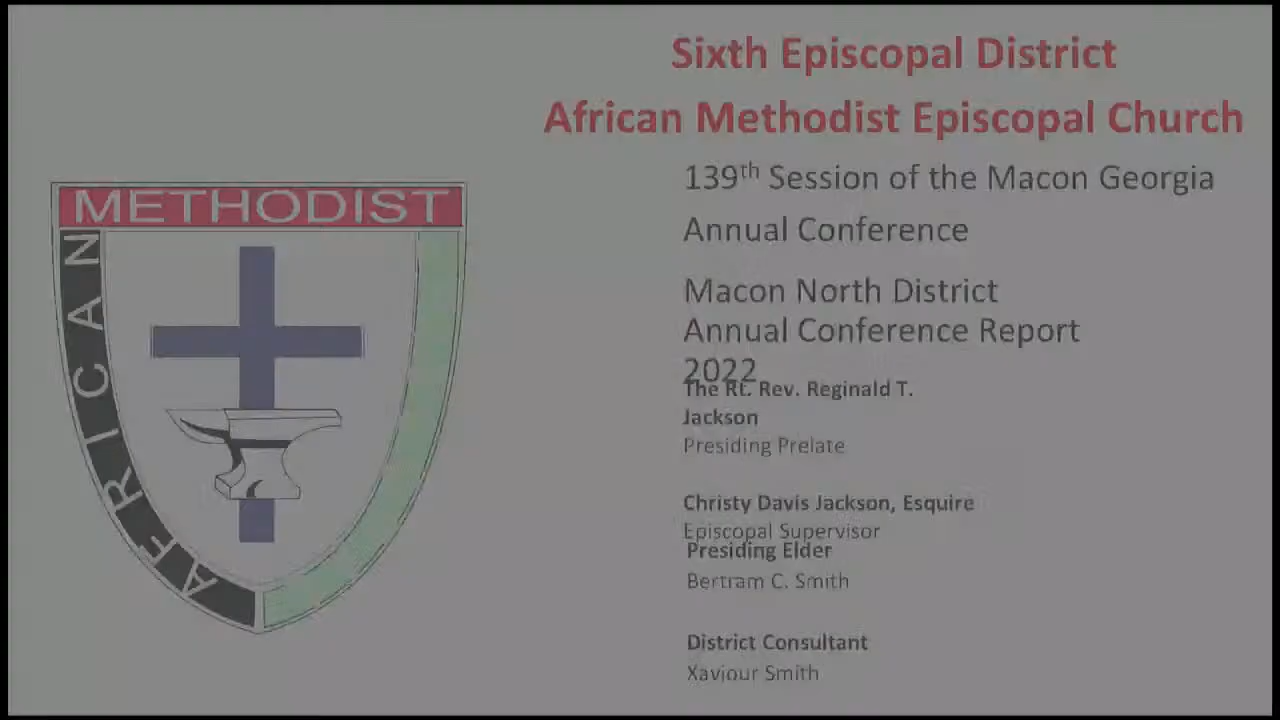 METHODIST
AFRICAN
Sixth Episcopal District
African Methodist Episcopal Church
139th Session of the Macon Georgia
Annual Conference
Macon North District
Annual Conference Report
2022
The Rt. Rev. Reginald T.
Jackson
Presiding Prelate
Christy Davis Jackson, Esquire
Episcopal Supervisor
Presiding Elder
Bertram C. Smith
District Consultant
Xaviour Smith